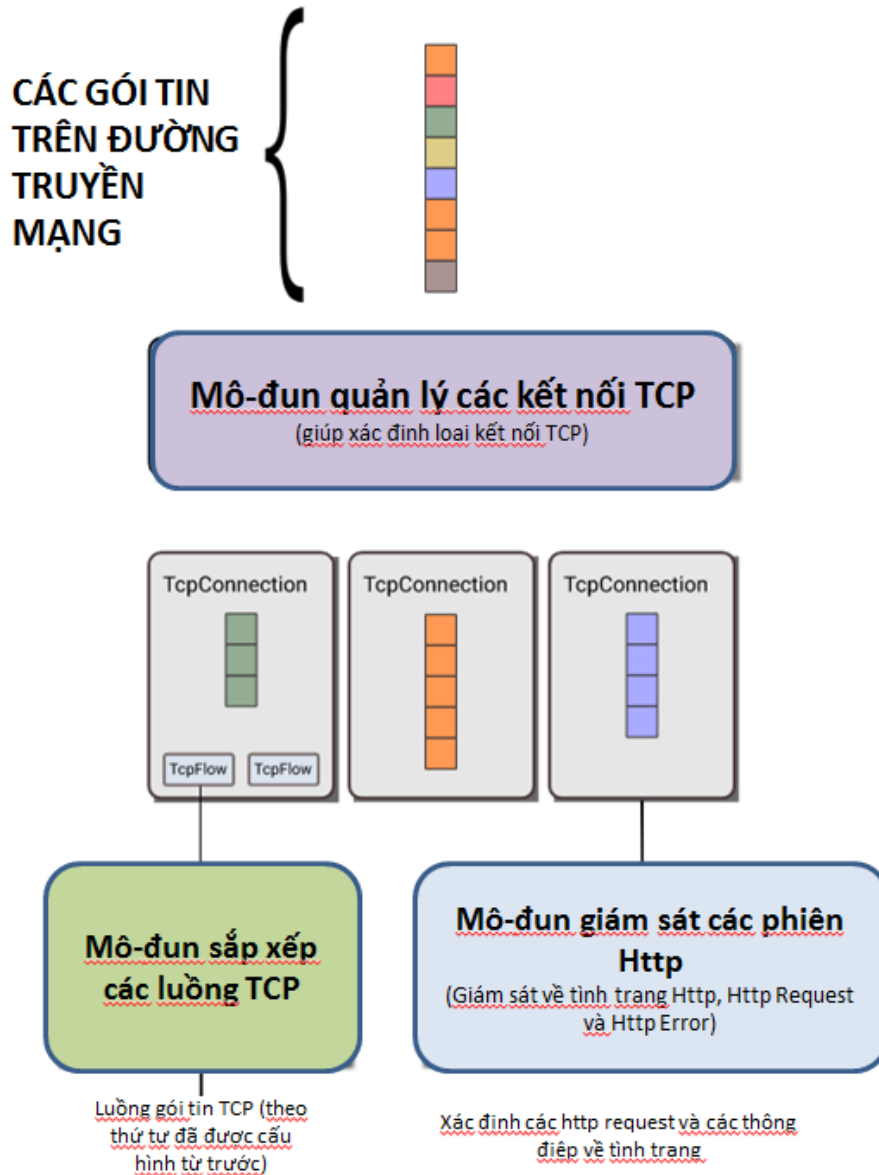 CÁC GÓI TIN
TRÊN ĐƯỜNG
TRUYỀN
MẠNG
Mô-đun quản lý các kết nối TCP
(giúp xác định loại kết nối TCP)
TcpConnection
TcpConnection
TcpConnection
TcpFlow
TcpFlow
Mô-đun sắp xếp
các luồng TCP
Mô-đun giám sát các phiên
Http
(Giám sát về tình trạng Http, Http Request
và Http Error)
Luồng gói tin TCP (theo
thứ tự đã được cấu
hình từ trước)
Xác định các http request và các thông
điệp về tình trạng